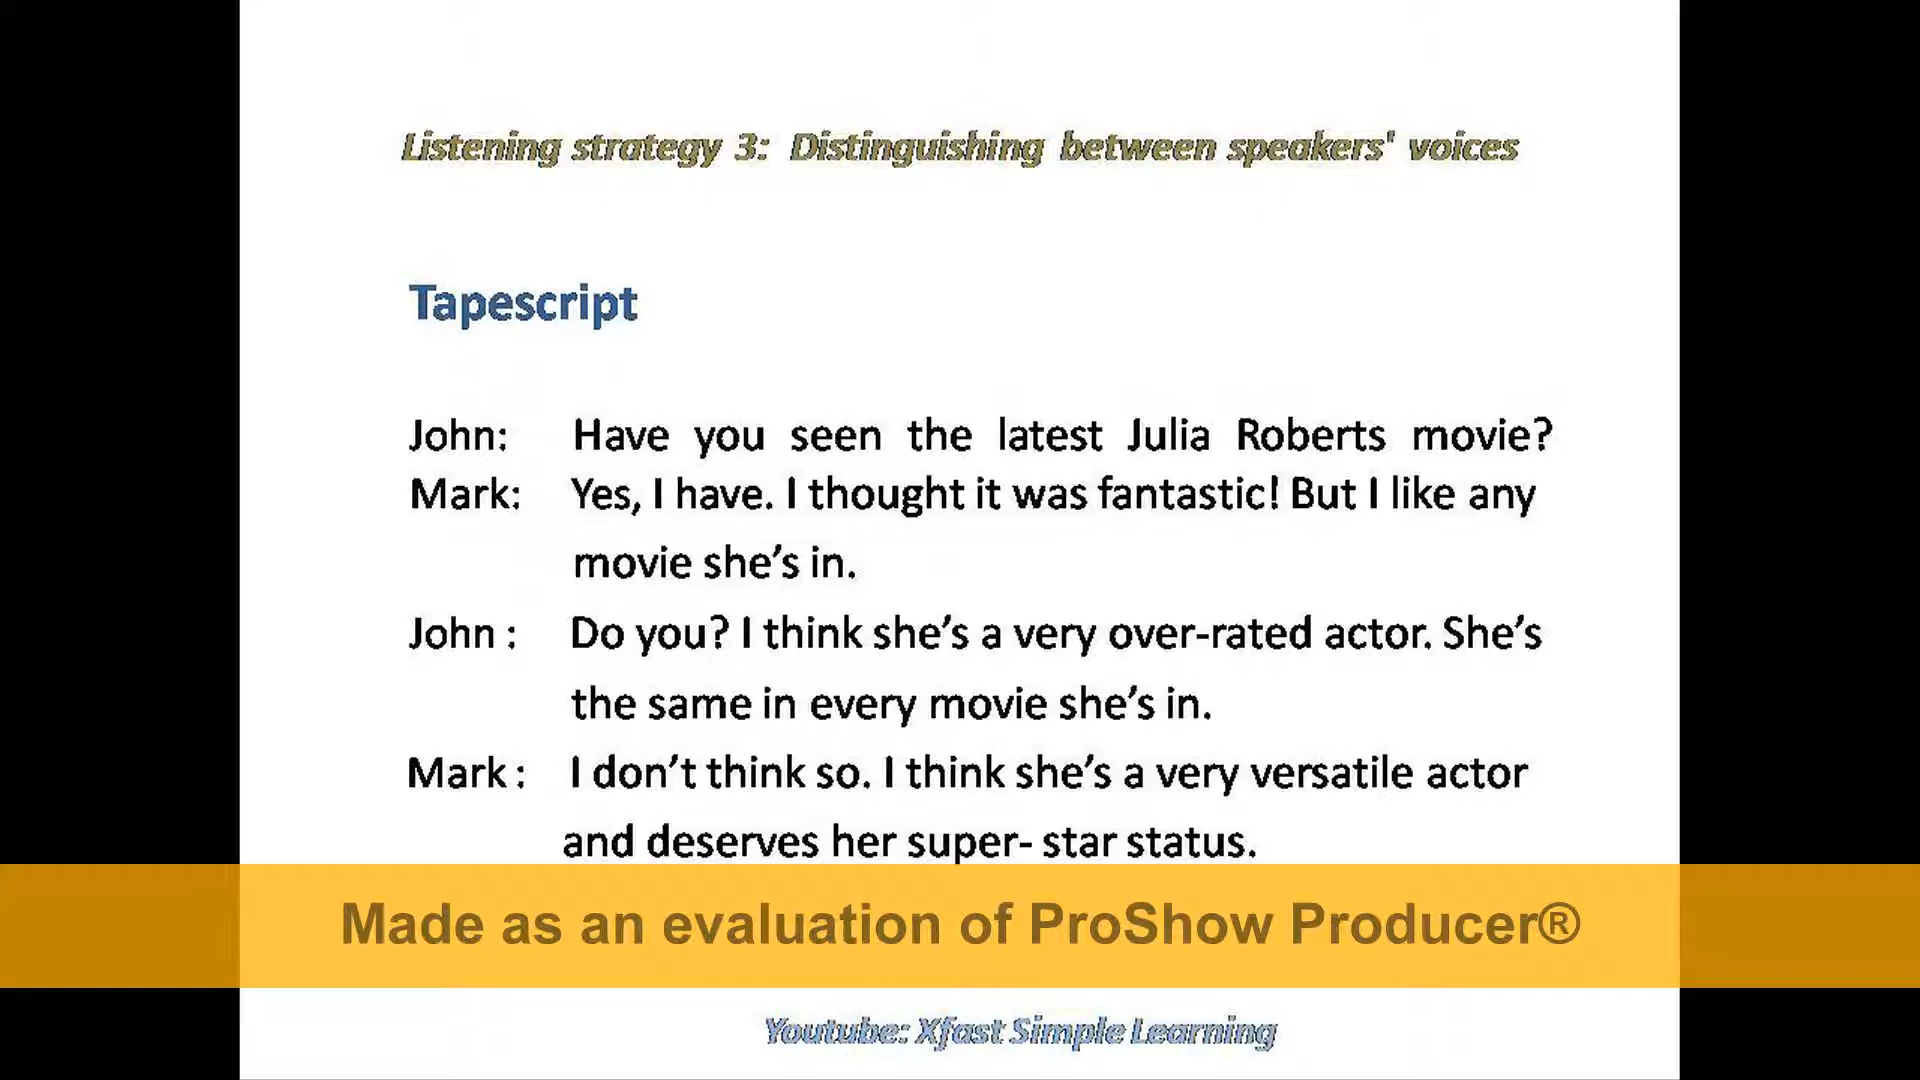 Listening strategy 3: Distinguishing between speakers' voices
Tapescript
John: Have you seen the latest Julia Roberts movie?
Mark: Yes, I have. I thought it was fantastic! But I like any
movie she's in.
John : Do you? I think she's a very over-rated actor. She's
the same in every movie she's in.
Mark : I don't think so. I think she's a very versatile actor
and deserves her super- star status.
Made as an evaluation of ProShow Producer®
Youtube: Xfast Simple Learning